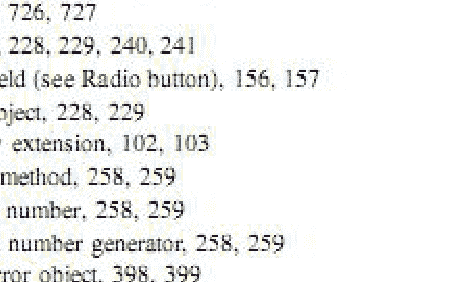 726, 727
, 228, 229, 240, 241
eld (see Radio button), 156, 157
bject, 228, 229
extension, 102, 103
method, 258, 259
number, 258, 259
number generator, 258, 259
rror object, 398, 399